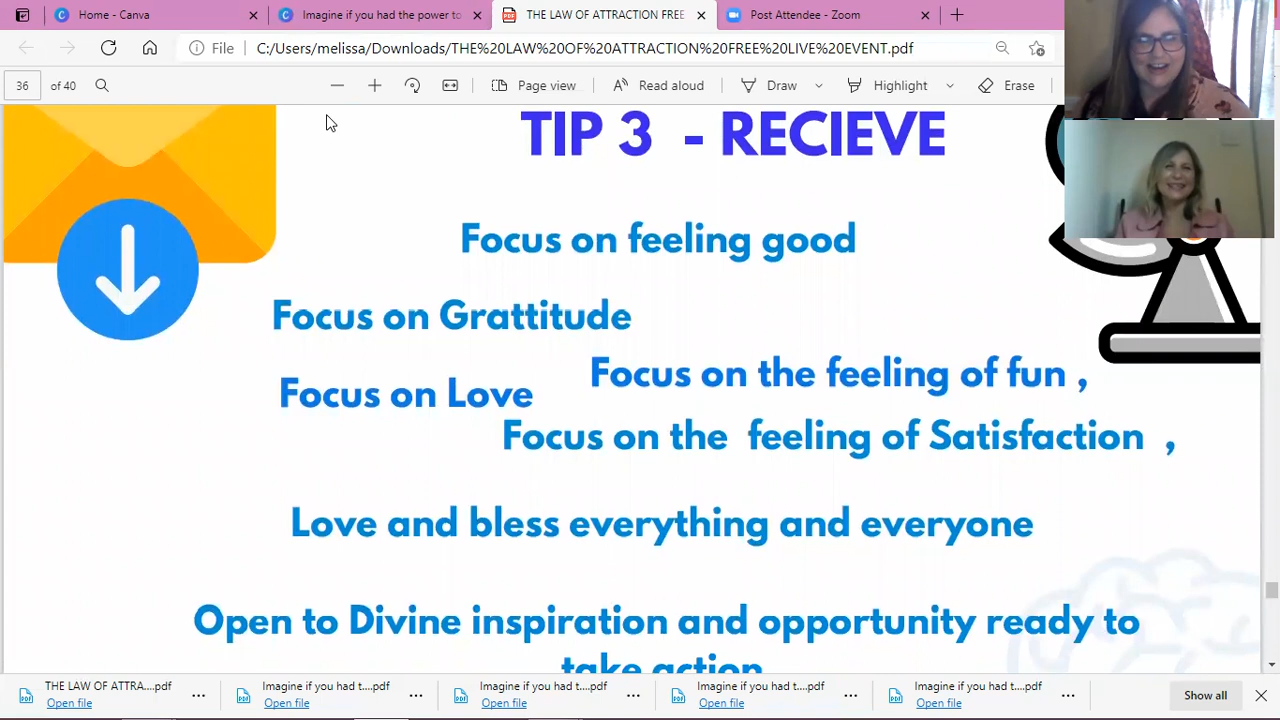 Home - Canva
Imagine if you had the power to
THE LAW OF ATTRACTION FREE
Post Attendee - Zoom
File
C:/Users/melissa/Downloads/THE%20LAW%20OF%20ATTRACTION%20FREE%20LIVE%20EVENT.pdf
36 of 40
Page view
Read aloud
Draw
Highlight
Erase
TIP 3 - RECIEVE
Focus on feeling good
Focus on Grattitude
Focus on the feeling of fun ,
Focus on Love
Focus on the feeling of Satisfaction ,
Love and bless everything and everyone
Open to Divine inspiration and opportunity ready to
take action
THE LAW OF ATTRA....pdf
Open file
Imagine if you had t....pdf
Open file
Imagine if you had t....pdf
Open file
Imagine if you had t....pdf
Open file
Imagine if you had t....pdf
Open file
Show all